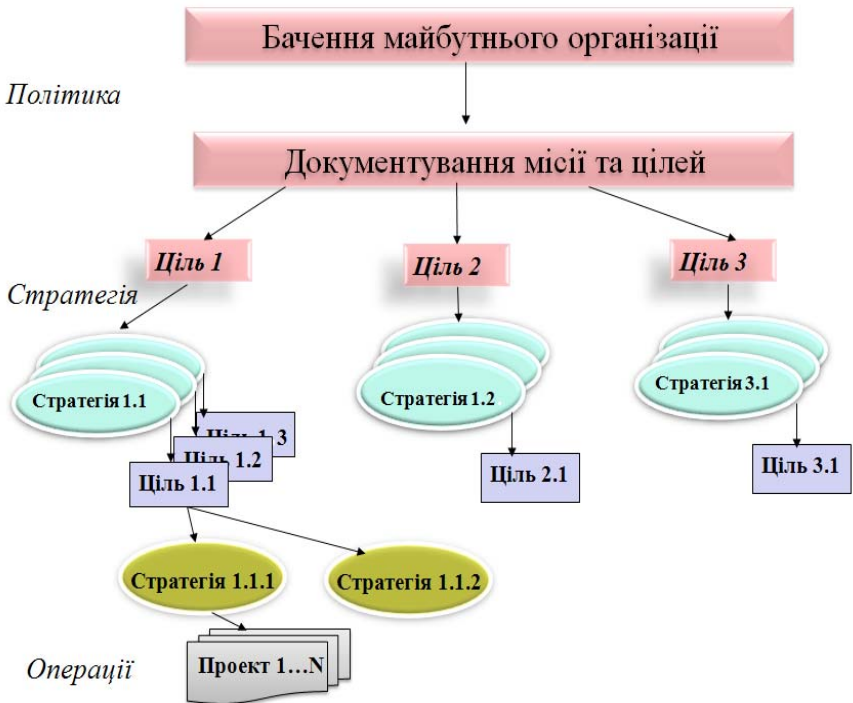 Бачення майбутнього організації
Політика
Документування місії та цілей
Ціль 1
Ціль 2
Ціль 3
Стратегія
Стратегія 1.1
Стратегія 1.2
Стратегія 3.1
Ціль 1.3
Ціль 1.2
Ціль 1.1
Ціль 2.1
Ціль 3.1
Стратегія 1.1.1
Стратегія 1.1.2
Операції
Проект 1...N